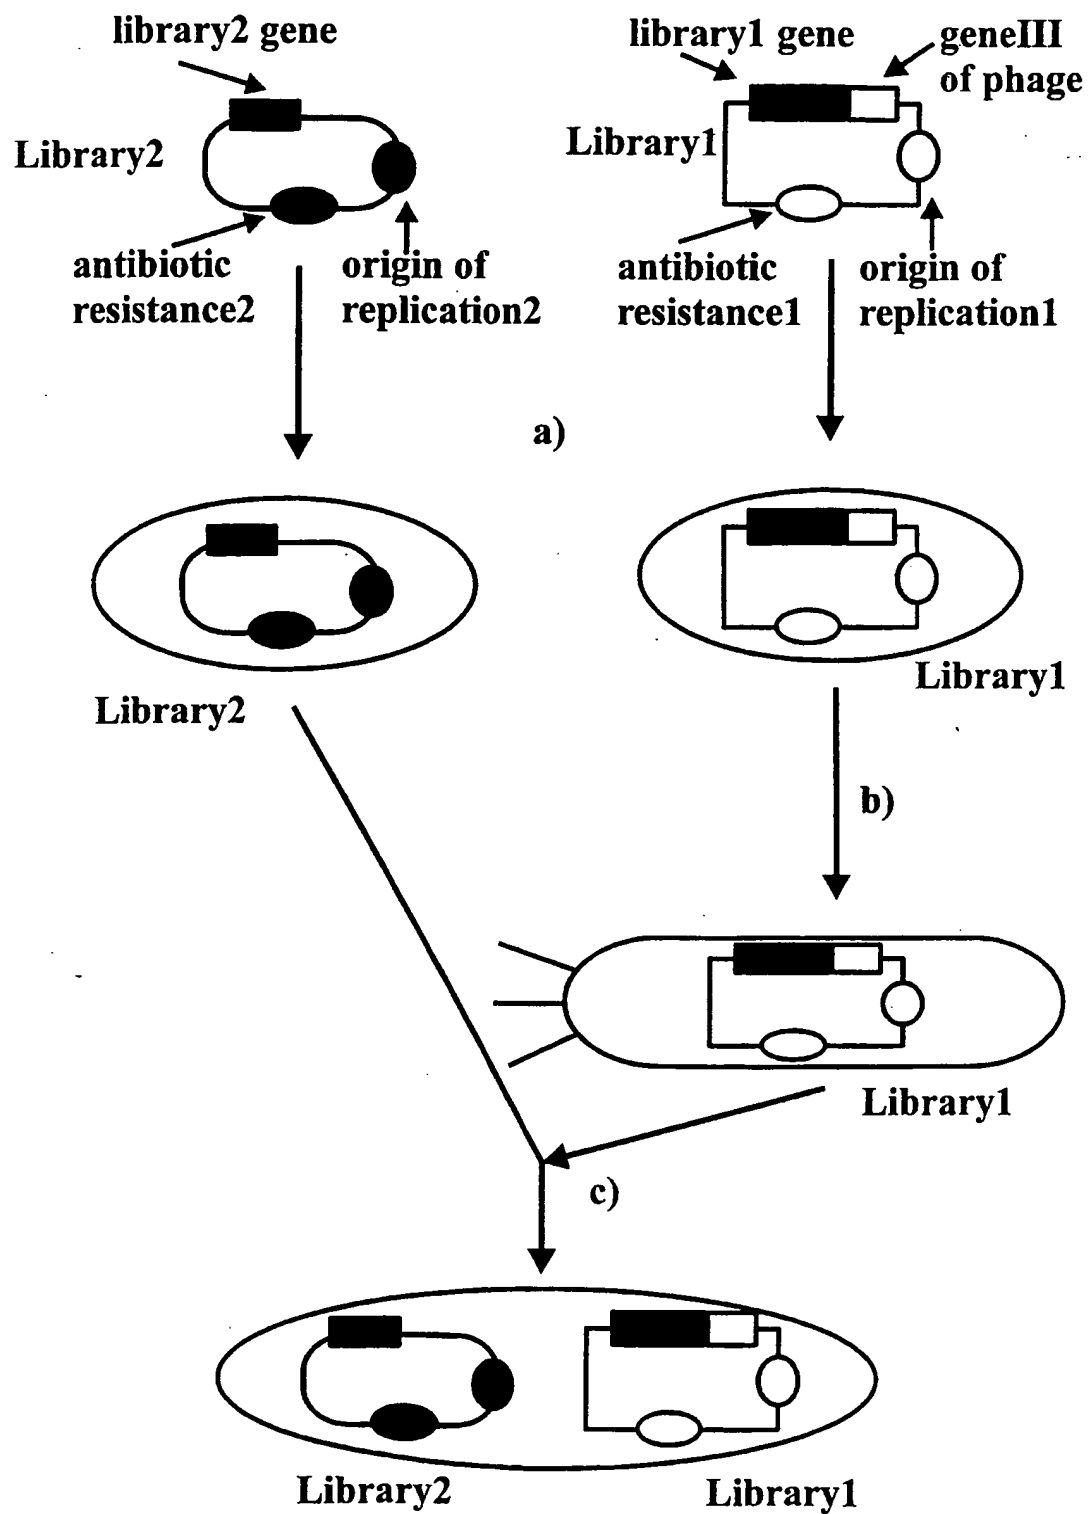 library2 gene
library1 gene
geneIII
of phage
Library2
Library1
antibiotic
resistance2
origin of
replication2
antibiotic
resistance1
origin of
replication1
a)
Library2
Library1
b)
Library1
c)
Library2
Library1